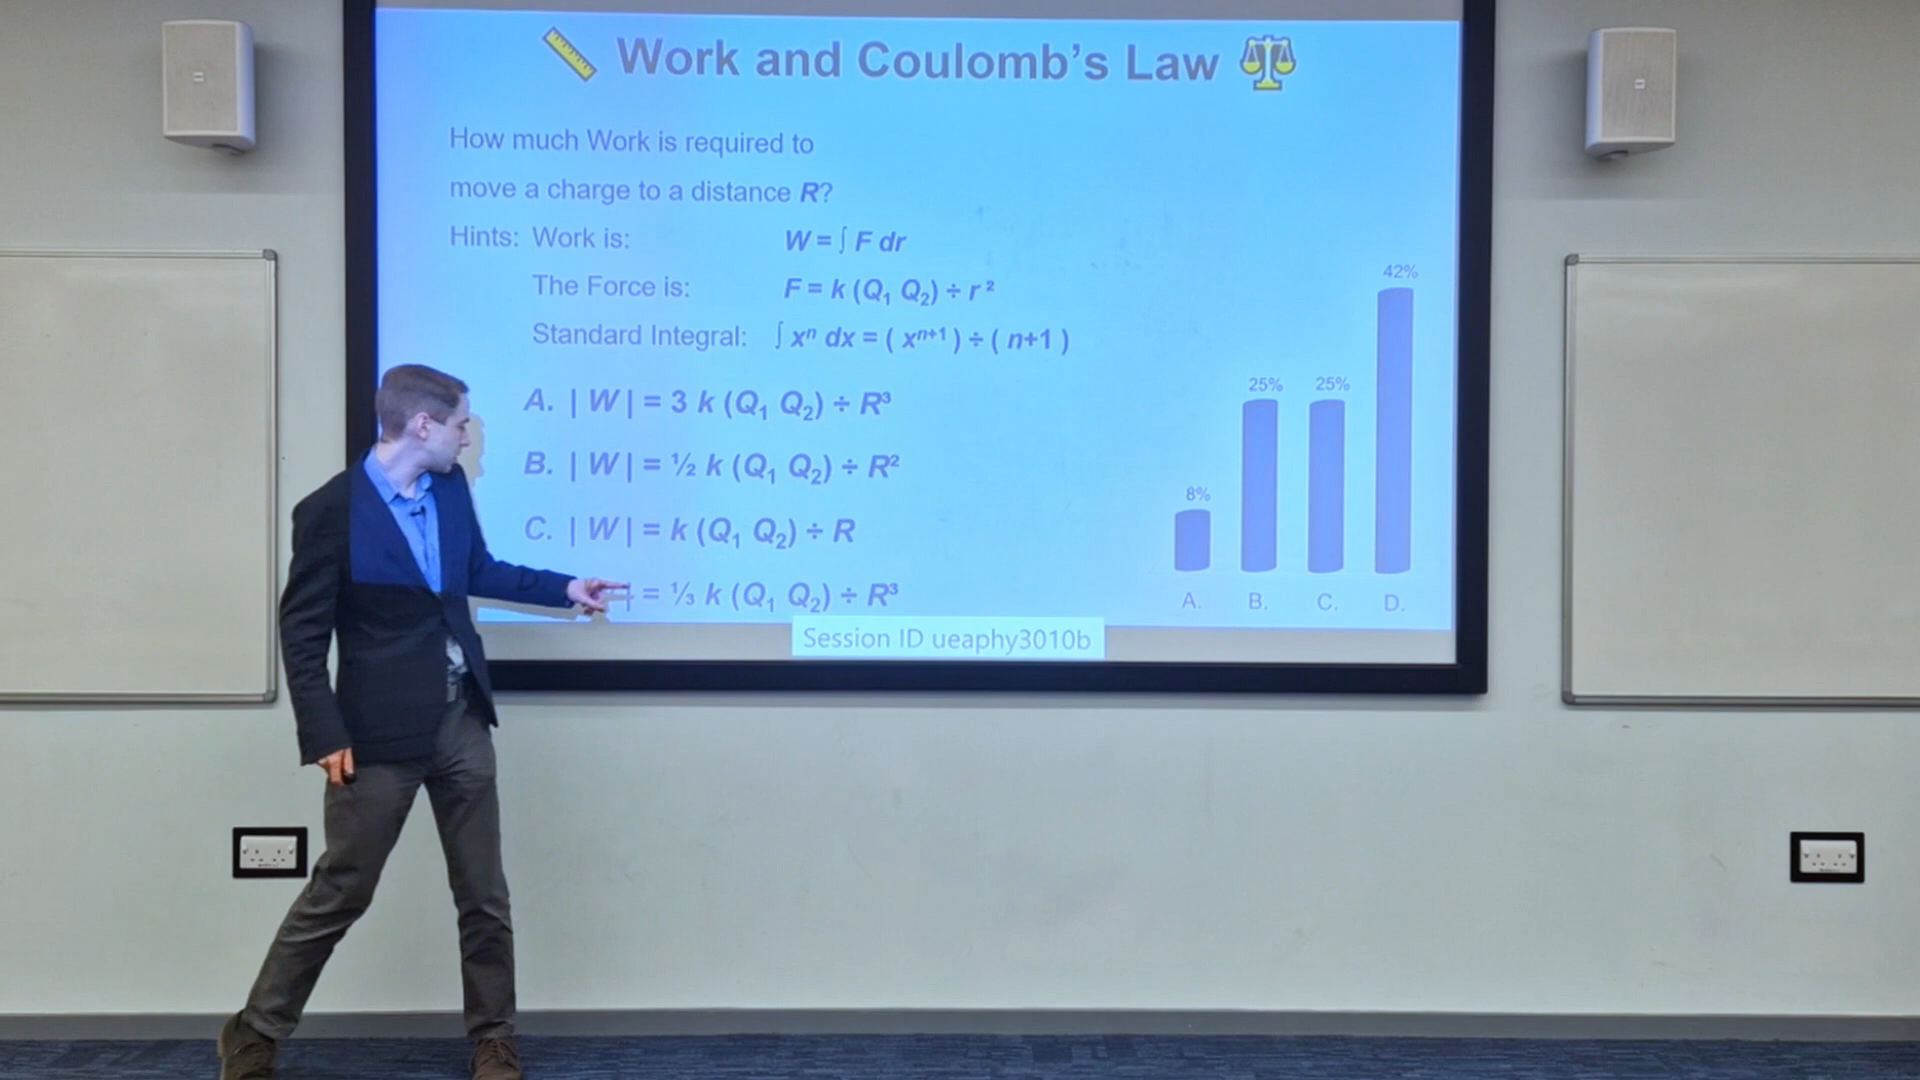 Work and Coulomb’s Law
How much Work is required to
move a charge to a distance R?
Hints: Work is: W = ∫ F dr
The Force is: F = k (Q₁ Q₂) ÷ r ²
Standard Integral: ∫ xⁿ dx = ( xⁿ⁺¹ ) ÷ ( n+1 )
A. | W | = 3 k (Q₁ Q₂) ÷ R³
B. | W | = ½ k (Q₁ Q₂) ÷ R²
C. | W | = k (Q₁ Q₂) ÷ R
| = ⅓ k (Q₁ Q₂) ÷ R³
8%
25%
25%
42%
A. B. C. D.
Session ID ueaphy3010b